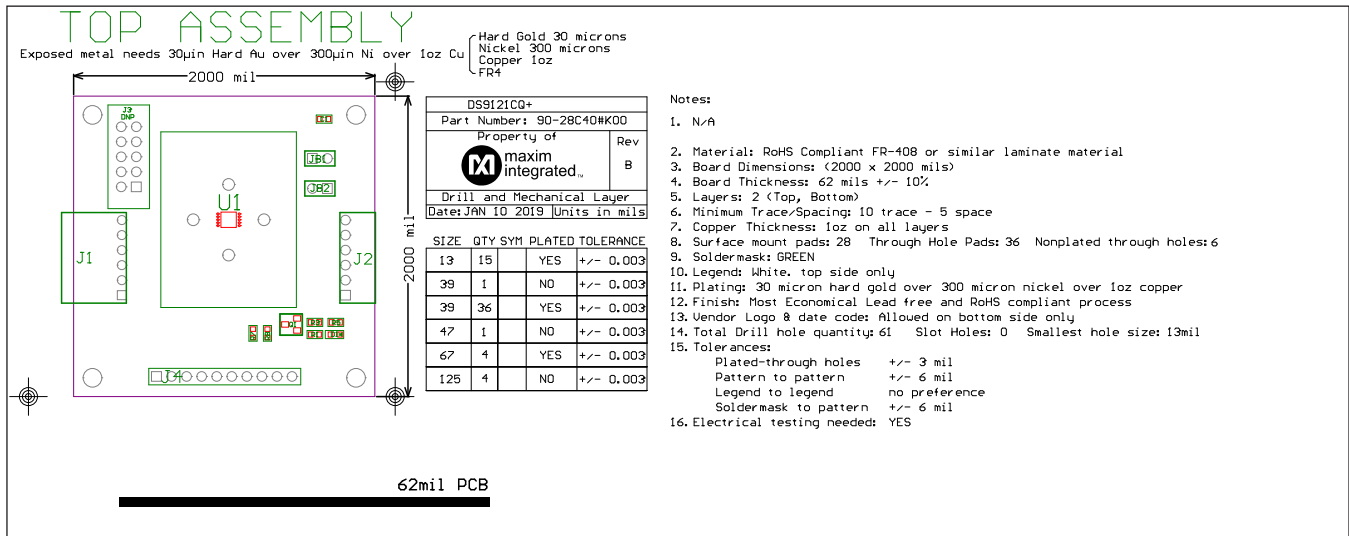 TOP ASSEMBLY
Exposed metal needs 30µin Hard Au over 300µin Ni over 1oz Cu
Hard Gold 30 microns
Nickel 300 microns
Copper 1oz
FR4
2000 mil
2000 mil
J3
DNP
JB1
JB2
U1
J1
J2
J4
DS9121CQ+
Part Number: 90-28C40#K00
Property of
maxim
integrated™
Rev
B
Drill and Mechanical Layer
Date: JAN 10 2019 Units in mils
SIZE QTY SYM PLATED TOLERANCE
13 15 YES +/- 0.003
39 1 NO +/- 0.003
39 36 YES +/- 0.003
47 1 NO +/- 0.003
67 4 YES +/- 0.003
125 4 NO +/- 0.003
Notes:
1. N/A
2. Material: RoHS Compliant FR-408 or similar laminate material
3. Board Dimensions: (2000 x 2000 mils)
4. Board Thickness: 62 mils +/- 10%
5. Layers: 2 (Top, Bottom)
6. Minimum Trace/Spacing: 10 trace - 5 space
7. Copper Thickness: 1oz on all layers
8. Surface mount pads: 28 Through Hole Pads: 36 Nonplated through holes: 6
9. Soldermask: GREEN
10. Legend: White. top side only
11. Plating: 30 micron hard gold over 300 micron nickel over 1oz copper
12. Finish: Most Economical Lead free and RoHS compliant process
13. Vendor Logo & date code: Allowed on bottom side only
14. Total Drill hole quantity: 61 Slot Holes: 0 Smallest hole size: 13mil
15. Tolerances:
Plated-through holes +/- 3 mil
Pattern to pattern +/- 6 mil
Legend to legend no preference
Soldermask to pattern +/- 6 mil
16. Electrical testing needed: YES
62mil PCB